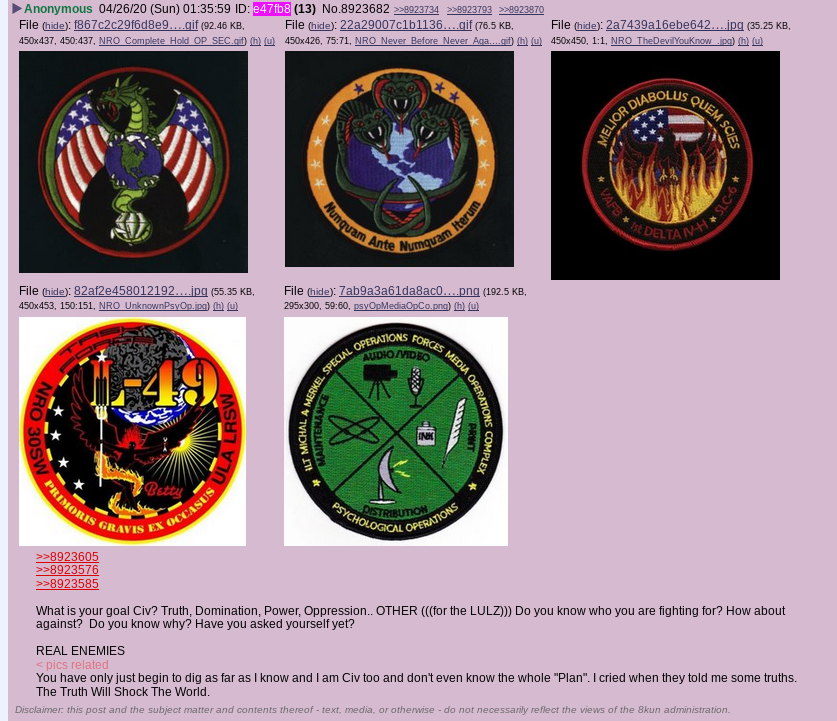 ▶Anonymous 04/26/20 (Sun) 01:35:59 ID: e47fb8 (13) No.8923682 >>8923734 >>8923793 >>8923870
File (hide): f867c2c29f6d8e9….gif (92.46 KB, 450x437, 450:437, NRO_Complete_Hold_OP_SEC.gif) (h) (u)
File (hide): 22a29007c1b1136….gif (76.5 KB, 450x426, 75:71, NRO_Never_Before_Never_Aga….gif) (h) (u)
File (hide): 2a7439a16ebe642….jpg (35.25 KB, 450x450, 1:1, NRO_TheDevilYouKnow_.jpg) (h) (u)
Nunquam Ante Numquam Iterum
MELIOR DIABOLUS QUEM SCIES
VAFB ★ 1st DELTA IV-H ★ SLC-6
File (hide): 82af2e458012192….jpg (55.35 KB, 450x453, 150:151, NRO_UnknownPsyOp.jpg) (h) (u)
File (hide): 7ab9a3a61da8ac0….png (192.5 KB, 295x300, 59:60, psyOpMediaOpCo.png) (h) (u)
TASK FORCE
L-49
NRO 30SW
ULA LRSW
Betty
PRIMORIS GRAVIS EX OCCASUS
1LT MICHAL A MERKEL SPECIAL OPERATIONS FORCES MEDIA OPERATIONS COMPLEX
AUDIO/VIDEO
MAINTENANCE
INK
PRINT
DISTRIBUTION
PSYCHOLOGICAL OPERATIONS
>>8923605
>>8923576
>>8923585
What is your goal Civ? Truth, Domination, Power, Oppression.. OTHER (((for the LULZ))) Do you know who you are fighting for? How about
against?  Do you know why? Have you asked yourself yet?
REAL ENEMIES
< pics related
You have only just begin to dig as far as I know and I am Civ too and don't even know the whole "Plan". I cried when they told me some truths.
The Truth Will Shock The World.
Disclaimer: this post and the subject matter and contents thereof - text, media, or otherwise - do not necessarily reflect the views of the 8kun administration.